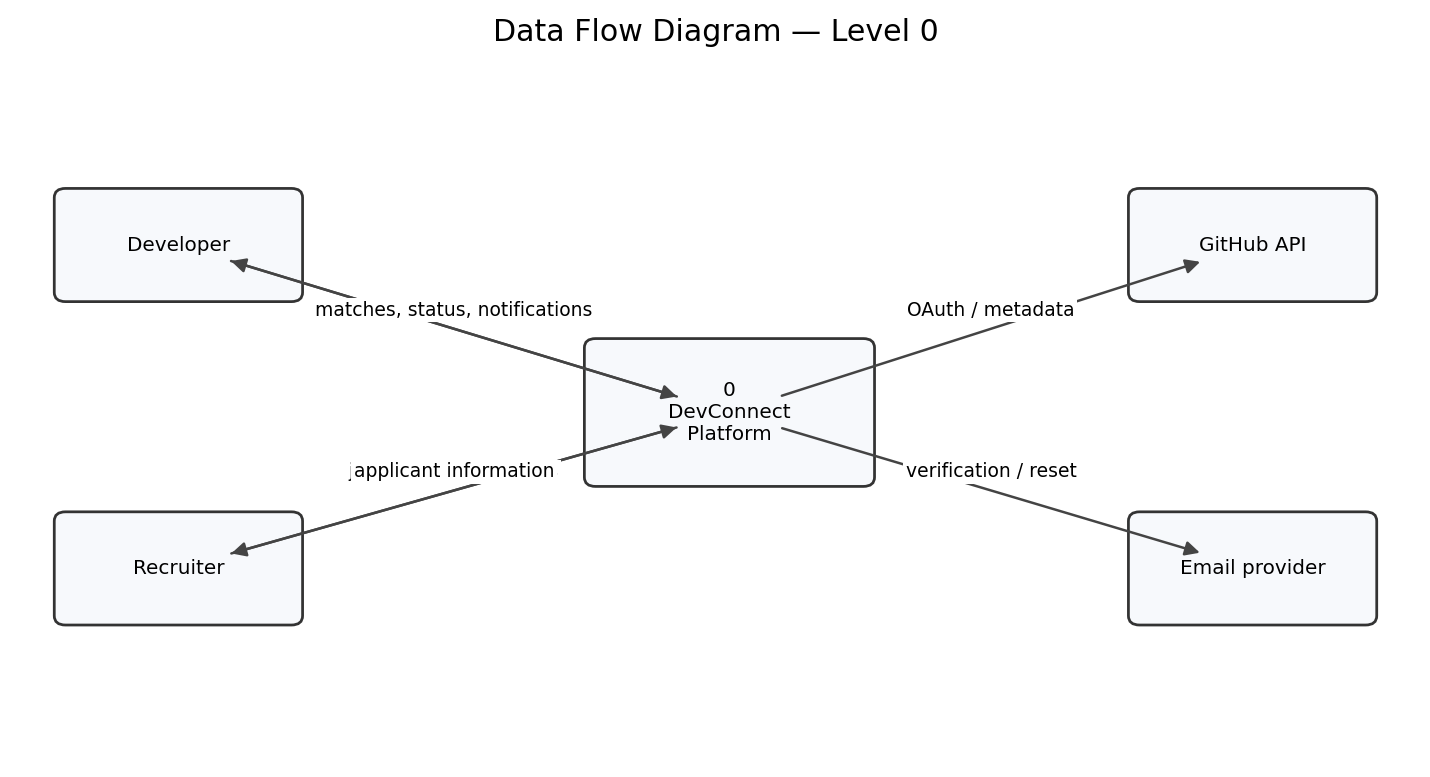 Data Flow Diagram — Level 0
Developer
GitHub API
matches, status, notifications
OAuth / metadata
0
DevConnect
Platform
applicant information
verification / reset
Recruiter
Email provider